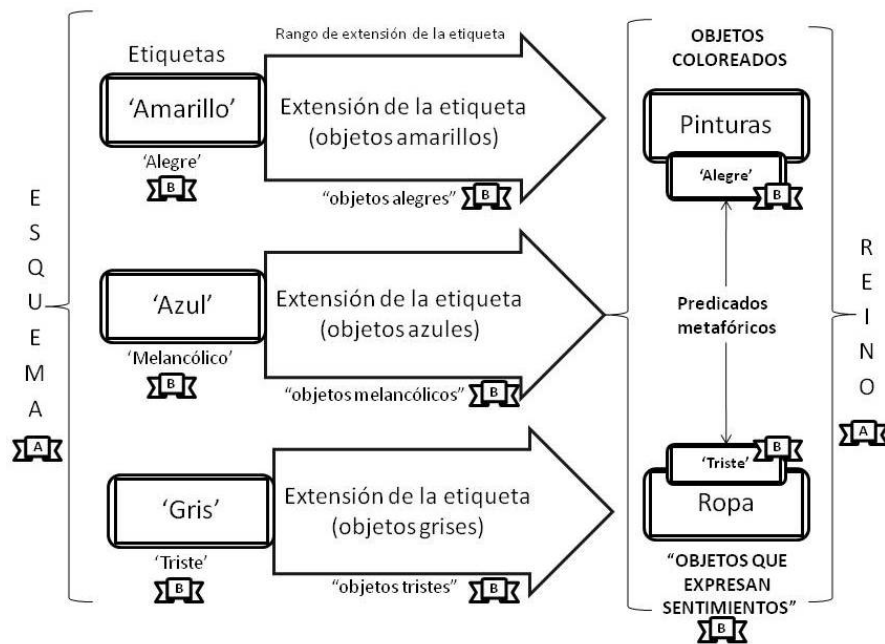 ESQUEMA
A
Etiquetas
Rango de extensión de la etiqueta
‘Amarillo’
Extensión de la etiqueta
(objetos amarillos)
‘Alegre’
B
“objetos alegres”
B
‘Azul’
Extensión de la etiqueta
(objetos azules)
‘Melancólico’
B
“objetos melancólicos”
B
‘Gris’
Extensión de la etiqueta
(objetos grises)
‘Triste’
B
“objetos tristes”
B
OBJETOS
COLOREADOS
Pinturas
‘Alegre’
B
Predicados
metafóricos
B
‘Triste’
Ropa
“OBJETOS QUE
EXPRESAN
SENTIMIENTOS”
B
REINO
A